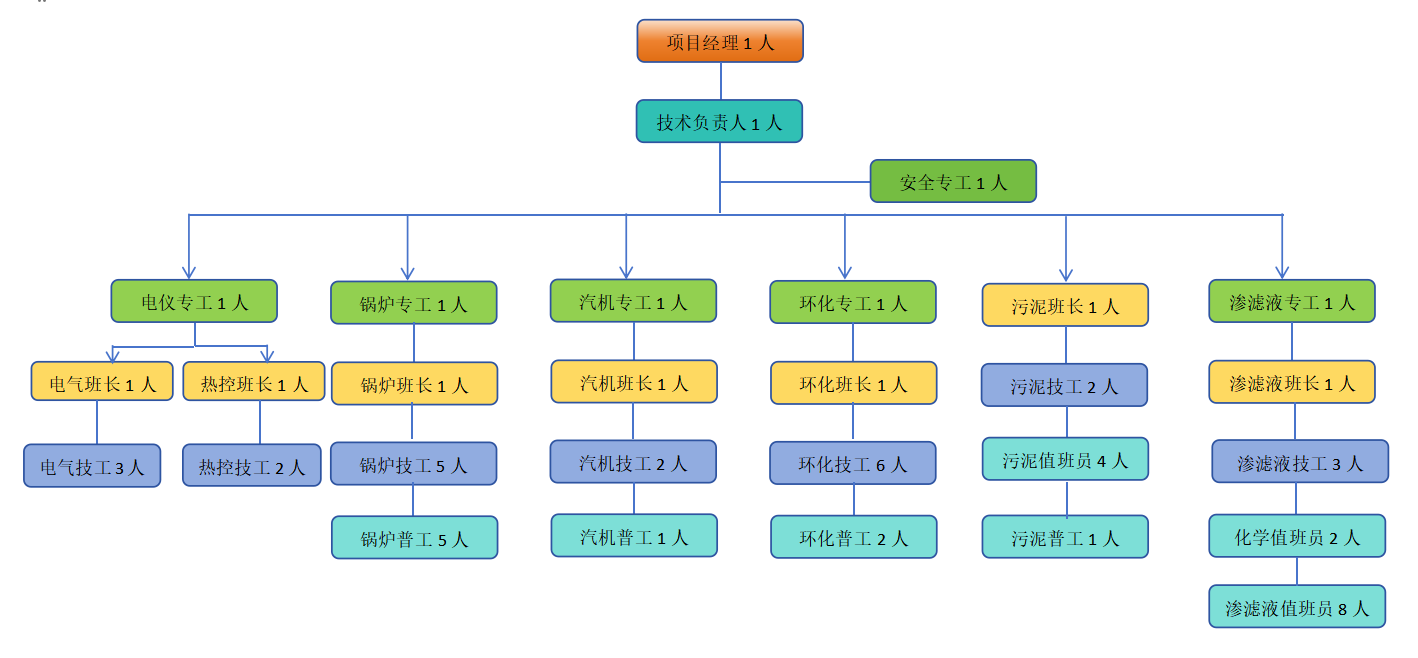 项目经理 1 人
技术负责人 1 人
安全专工 1 人
电仪专工 1 人
锅炉专工 1 人
汽机专工 1 人
环化专工 1 人
污泥班长 1 人
渗滤液专工 1 人
电气班长 1 人
热控班长 1 人
锅炉班长 1 人
汽机班长 1 人
环化班长 1 人
污泥技工 2 人
渗滤液班长 1 人
电气技工 3 人
热控技工 2 人
锅炉技工 5 人
汽机技工 2 人
环化技工 6 人
污泥值班员 4 人
渗滤液技工 3 人
锅炉普工 5 人
汽机普工 1 人
环化普工 2 人
污泥普工 1 人
化学值班员 2 人
渗滤液值班员 8 人